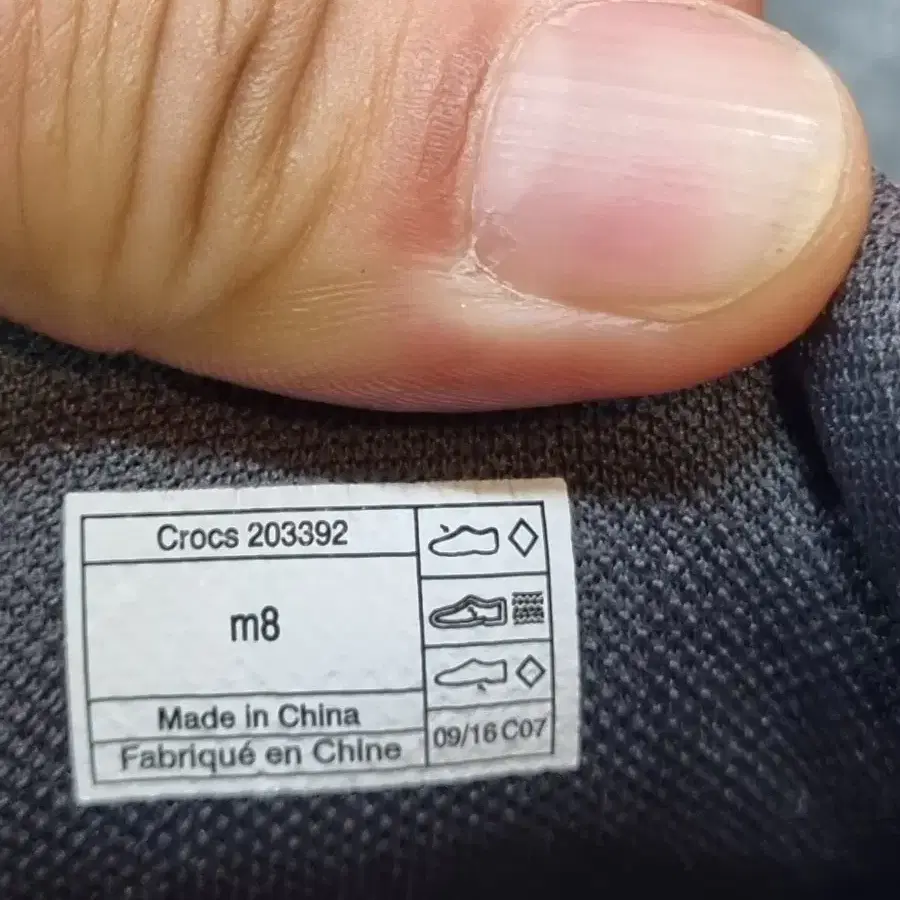 Crocs 203392
m8
Made in China
Fabriqué en Chine
09/16 C07